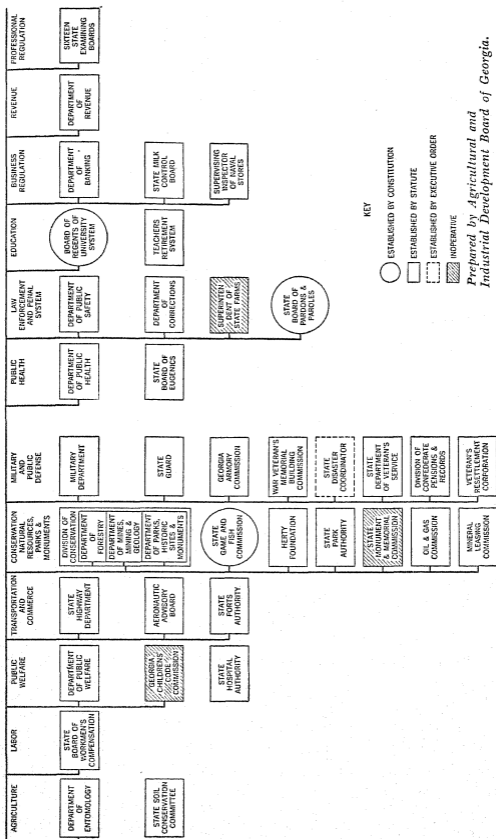 AGRICULTURE
DEPARTMENT
OF
ENTOMOLOGY
STATE SOIL
CONSERVATION
COMMITTEE
LABOR
STATE
BOARD OF
WORKMEN'S
COMPENSATION
PUBLIC
WELFARE
DEPARTMENT
OF PUBLIC
WELFARE
GEORGIA
CHILDRENS'
CODE
COMMISSION
STATE
HOSPITAL
AUTHORITY
TRANSPORTATION
AND
COMMERCE
STATE
HIGHWAY
DEPARTMENT
AERONAUTIC
ADVISORY
BOARD
STATE
PORTS
AUTHORITY
CONSERVATION
NATURAL
RESOURCES,
PARKS &
MONUMENTS
DIVISION OF
CONSERVATION
DEPARTMENT
OF
FORESTRY
DEPARTMENT
OF MINES,
MINING &
GEOLOGY
DEPARTMENT
OF PARKS,
HISTORIC
SITES &
MONUMENTS
STATE
GAME AND
FISH
COMMISSION
HERTY
FOUNDATION
STATE
PARK
AUTHORITY
STATE
MONUMENT
& MEMORIAL
COMMISSION
OIL & GAS
COMMISSION
MINERAL
LEASING
COMMISSION
MILITARY
AND
PUBLIC
DEFENSE
MILITARY
DEPARTMENT
STATE
GUARD
GEORGIA
ARMORY
COMMISSION
WAR VETERAN'S
MEMORIAL
BUILDING
COMMISSION
STATE
DISASTER
COORDINATOR
STATE
DEPARTMENT
OF VETERAN'S
SERVICE
DIVISION OF
CONFEDERATE
PENSIONS &
RECORDS
VETERAN'S
RESETTLEMENT
CORPORATION
PUBLIC
HEALTH
DEPARTMENT
OF PUBLIC
HEALTH
STATE
BOARD OF
EUGENICS
LAW
ENFORCEMENT
AND PENAL
SYSTEM
DEPARTMENT
OF PUBLIC
SAFETY
DEPARTMENT
OF
CORRECTIONS
SUPERINTEN
DENT OF
STATE FARMS
STATE
BOARD OF
PARDONS &
PAROLES
EDUCATION
BOARD OF
REGENTS OF
UNIVERSITY
SYSTEM
TEACHERS
RETIREMENT
SYSTEM
BUSINESS
REGULATION
DEPARTMENT
OF
BANKING
STATE MILK
CONTROL
BOARD
SUPERVISING
INSPECTOR
OF NAVAL
STORES
REVENUE
DEPARTMENT
OF
REVENUE
PROFESSIONAL
REGULATION
SIXTEEN
STATE
EXAMINING
BOARDS
KEY
ESTABLISHED BY CONSTITUTION
ESTABLISHED BY STATUTE
ESTABLISHED BY EXECUTIVE ORDER
INOPERATIVE
Prepared by Agricultural and
Industrial Development Board of Georgia.